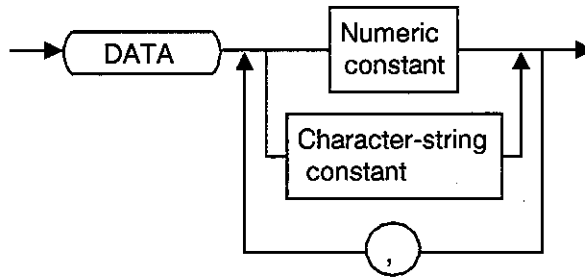 DATA
Numeric
constant
Character-string
constant
,